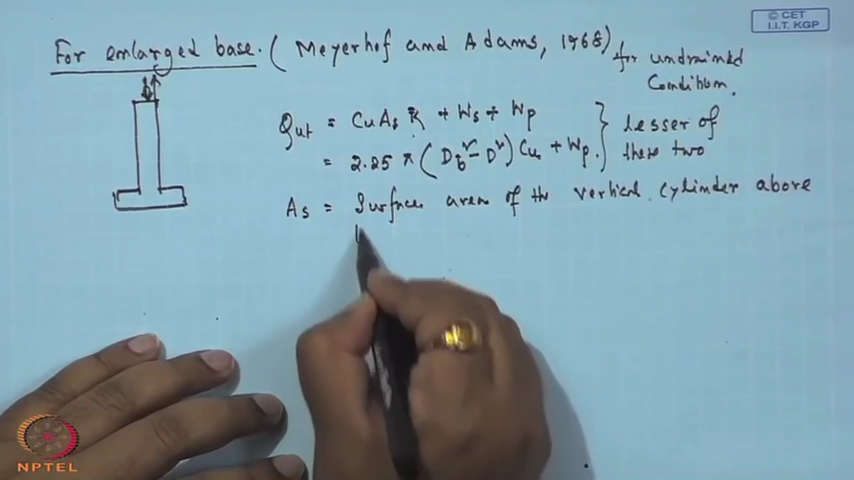 © CET
I.I.T. KGP
For enlarged base. (Meyerhof and Adams, 1968) for undrained
Condition.
Qut = CuAs K + Ws + Wp
= 2.25 π (Db² - D²) Cu + Wp. } lesser of these two
As = Surface area of the vertical cylinder above
NPTEL